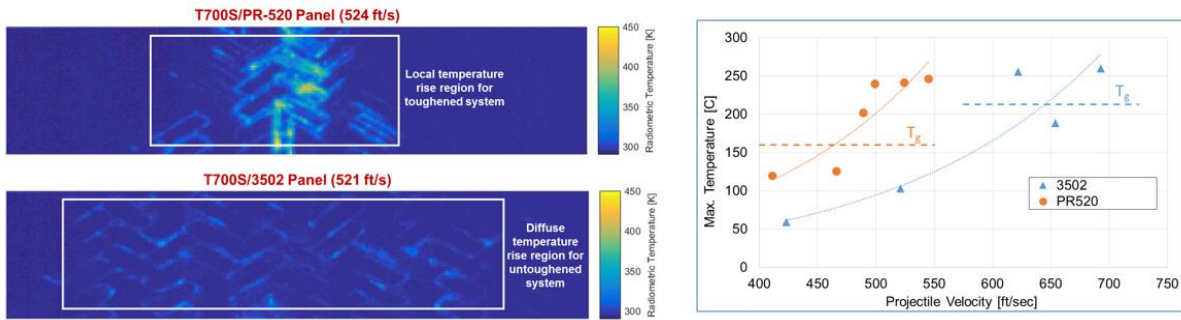 T700S/PR-520 Panel (524 ft/s)
Local temperature
rise region for
toughened system
450
400
350
300
Radiometric Temperature [K]
T700S/3502 Panel (521 ft/s)
Diffuse
temperature
rise region for
untoughened
system
450
400
350
300
Radiometric Temperature [K]
Max. Temperature [C]
300
250
200
150
100
50
0
Tg
Tg
3502
PR520
400 450 500 550 600 650 700 750
Projectile Velocity [ft/sec]